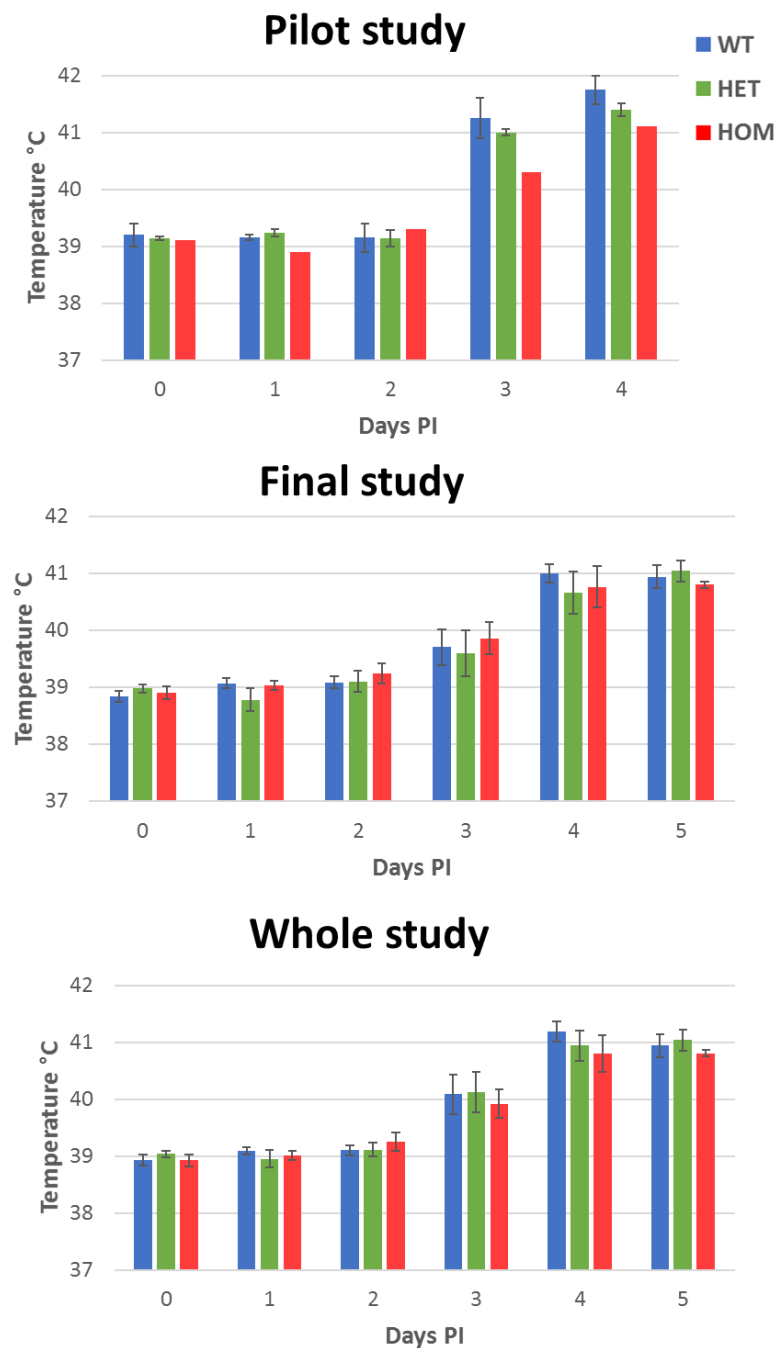 Pilot study
WT
HET
HOM
42
41
40
39
38
37
Temperature °C
0 1 2 3 4
Days PI
Final study
42
41
40
39
38
37
Temperature °C
0 1 2 3 4 5
Days PI
Whole study
42
41
40
39
38
37
Temperature °C
0 1 2 3 4 5
Days PI